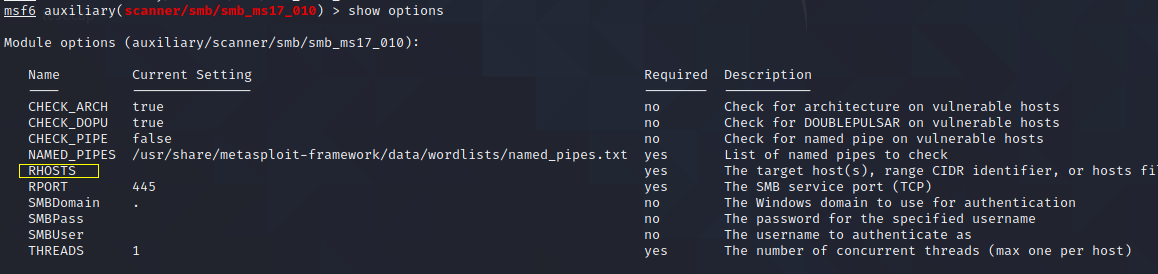 msf6 auxiliary(scanner/smb/smb_ms17_010) > show options
Module options (auxiliary/scanner/smb/smb_ms17_010):
Name Current Setting Required Description
---- --------------- -------- -----------
CHECK_ARCH true no Check for architecture on vulnerable hosts
CHECK_DOPU true no Check for DOUBLEPULSAR on vulnerable hosts
CHECK_PIPE false no Check for named pipe on vulnerable hosts
NAMED_PIPES /usr/share/metasploit-framework/data/wordlists/named_pipes.txt yes List of named pipes to check
RHOSTS yes The target host(s), range CIDR identifier, or hosts fil
RPORT 445 yes The SMB service port (TCP)
SMBDomain . no The Windows domain to use for authentication
SMBPass no The password for the specified username
SMBUser no The username to authenticate as
THREADS 1 yes The number of concurrent threads (max one per host)